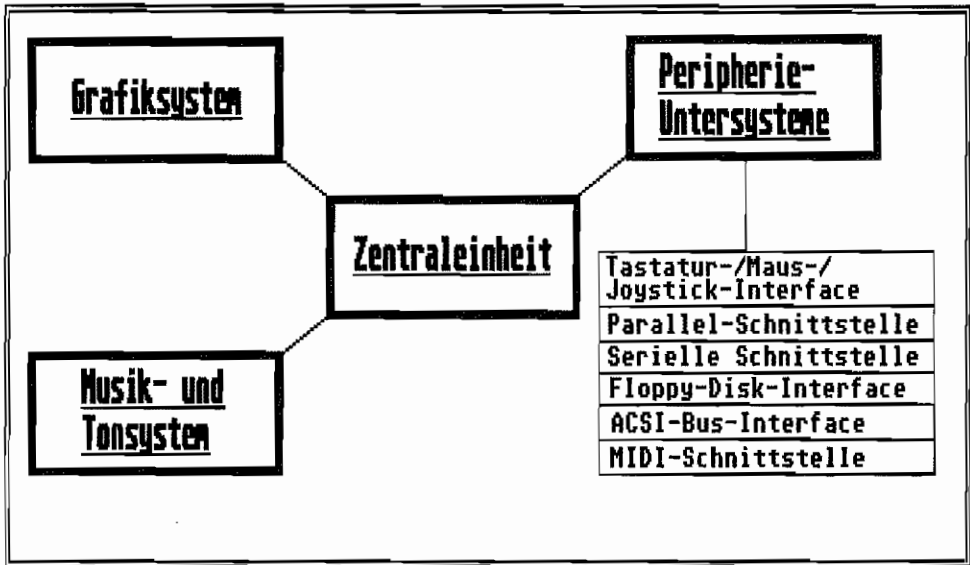 Grafiksystem
Peripherie-
Untersysteme
Zentraleinheit
Musik- und
Tonsystem
Tastatur-/Maus-/
Joystick-Interface
Parallel-Schnittstelle
Serielle Schnittstelle
Floppy-Disk-Interface
ACSI-Bus-Interface
MIDI-Schnittstelle